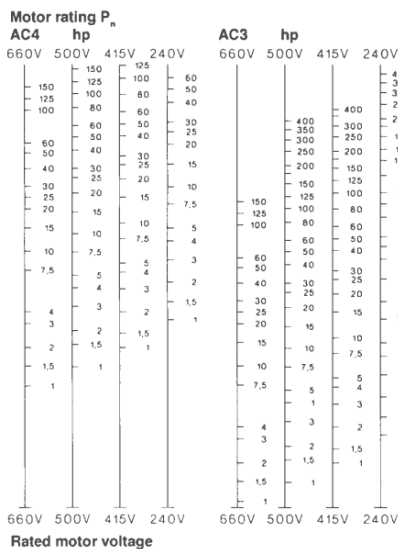 Motor rating Pn
AC4 hp AC3 hp
660V 500V 415V 240V 660V 500V 415V 240V
150 125 100 60 50 40 30 25 20 15 10 7,5 4 3 2 1,5 1
150 125 100 80 60 50 40 30 25 20 15 10 7,5 5 4 3 2 1,5 1
125 100 80 60 50 40 30 25 20 15 10 7,5 5 4 3 2 1,5 1
60 50 40 30 25 20 15 10 7,5 5 4 3 2 1,5 1
150 125 100 60 50 40 30 25 20 15 10 7,5 4 3 2 1,5 1
400 350 300 250 200 150 125 100 80 60 50 40 30 25 20 15 10 7,5 5 1 3 2 1,5 1
400 300 250 200 150 125 100 80 60 50 40 30 25 20 15 10 7,5 5 4 3 2 1,5 1
660V 500V 415V 240V 660V 500V 415V 240V
Rated motor voltage